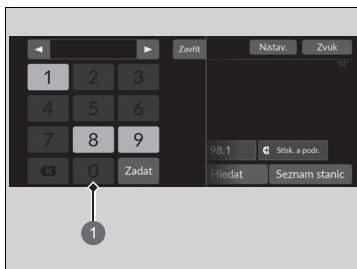 Zavřít
Nastav.
Zvuk
"ST"
1
2
3
4
5
6
7
8
9
0
Zadat
98.1
Stisk. a podr.
Hledat
Seznam stanic
1